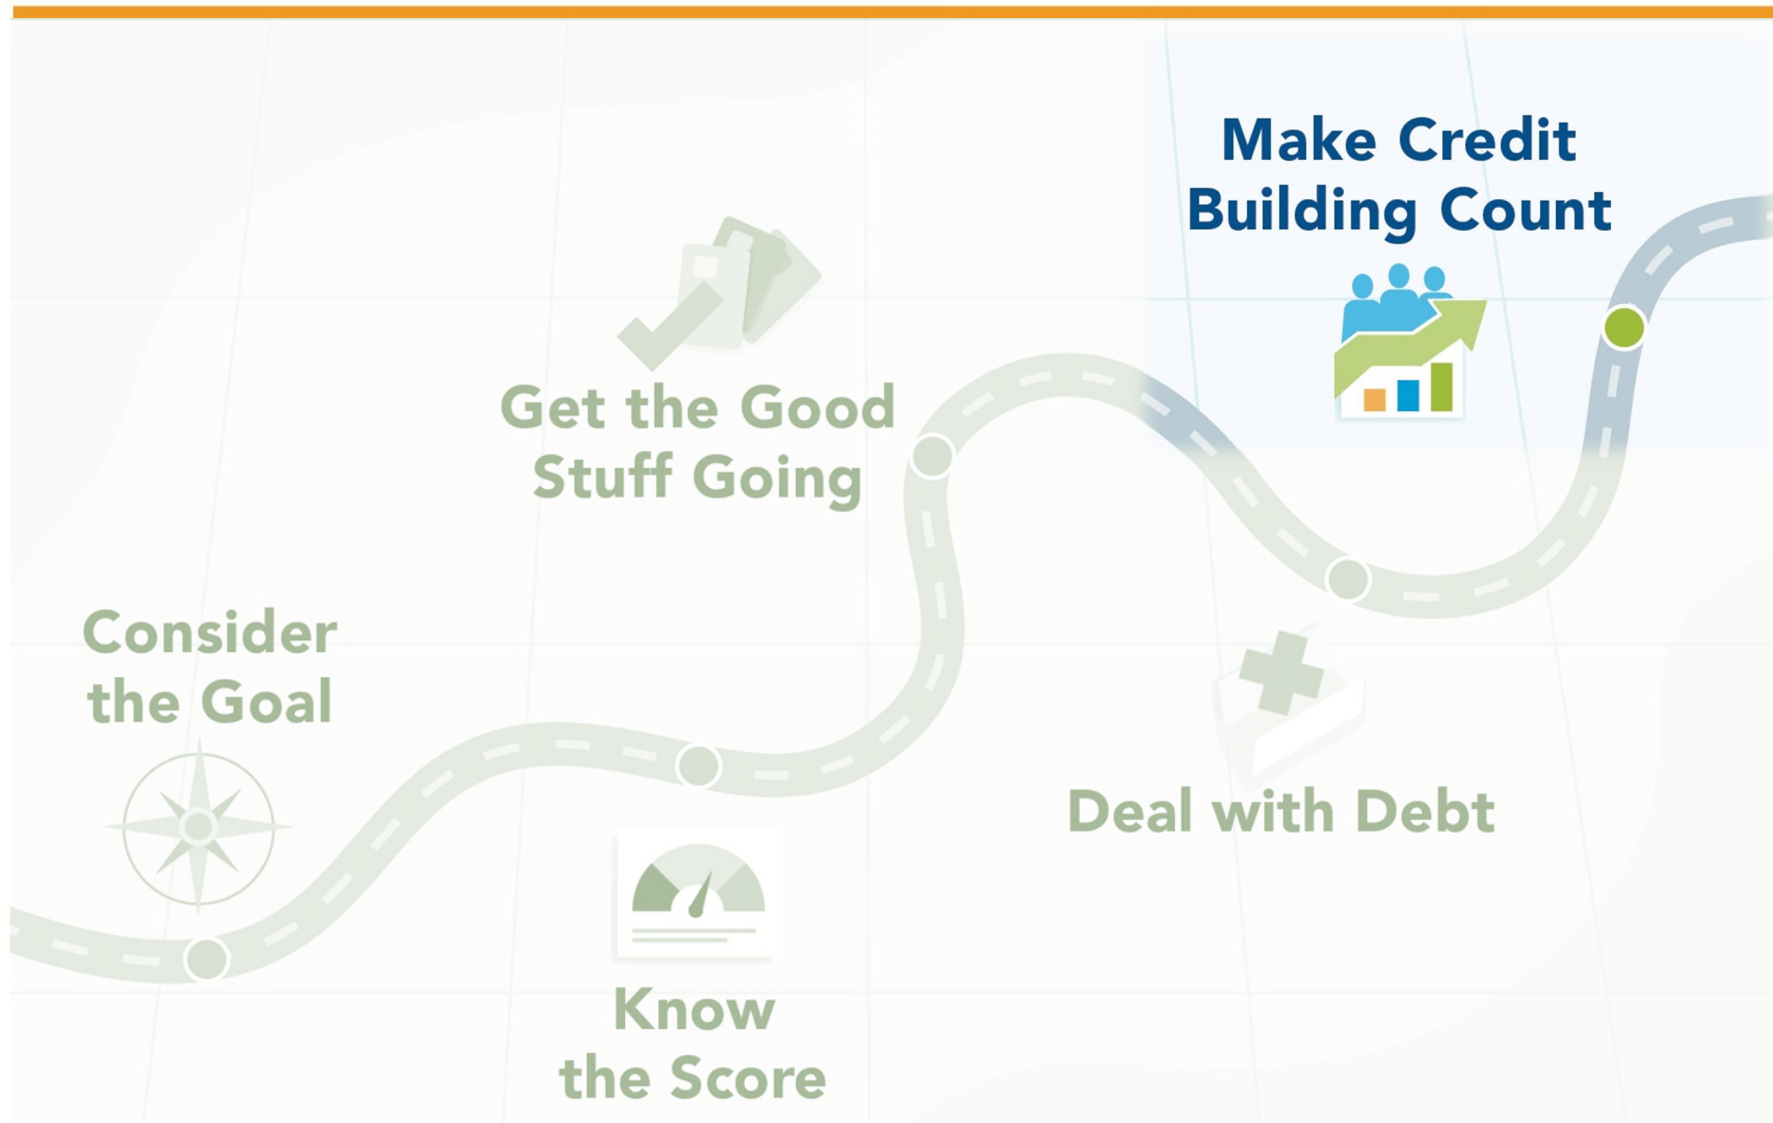 Make Credit
Building Count
Get the Good
Stuff Going
Consider
the Goal
Deal with Debt
Know
the Score